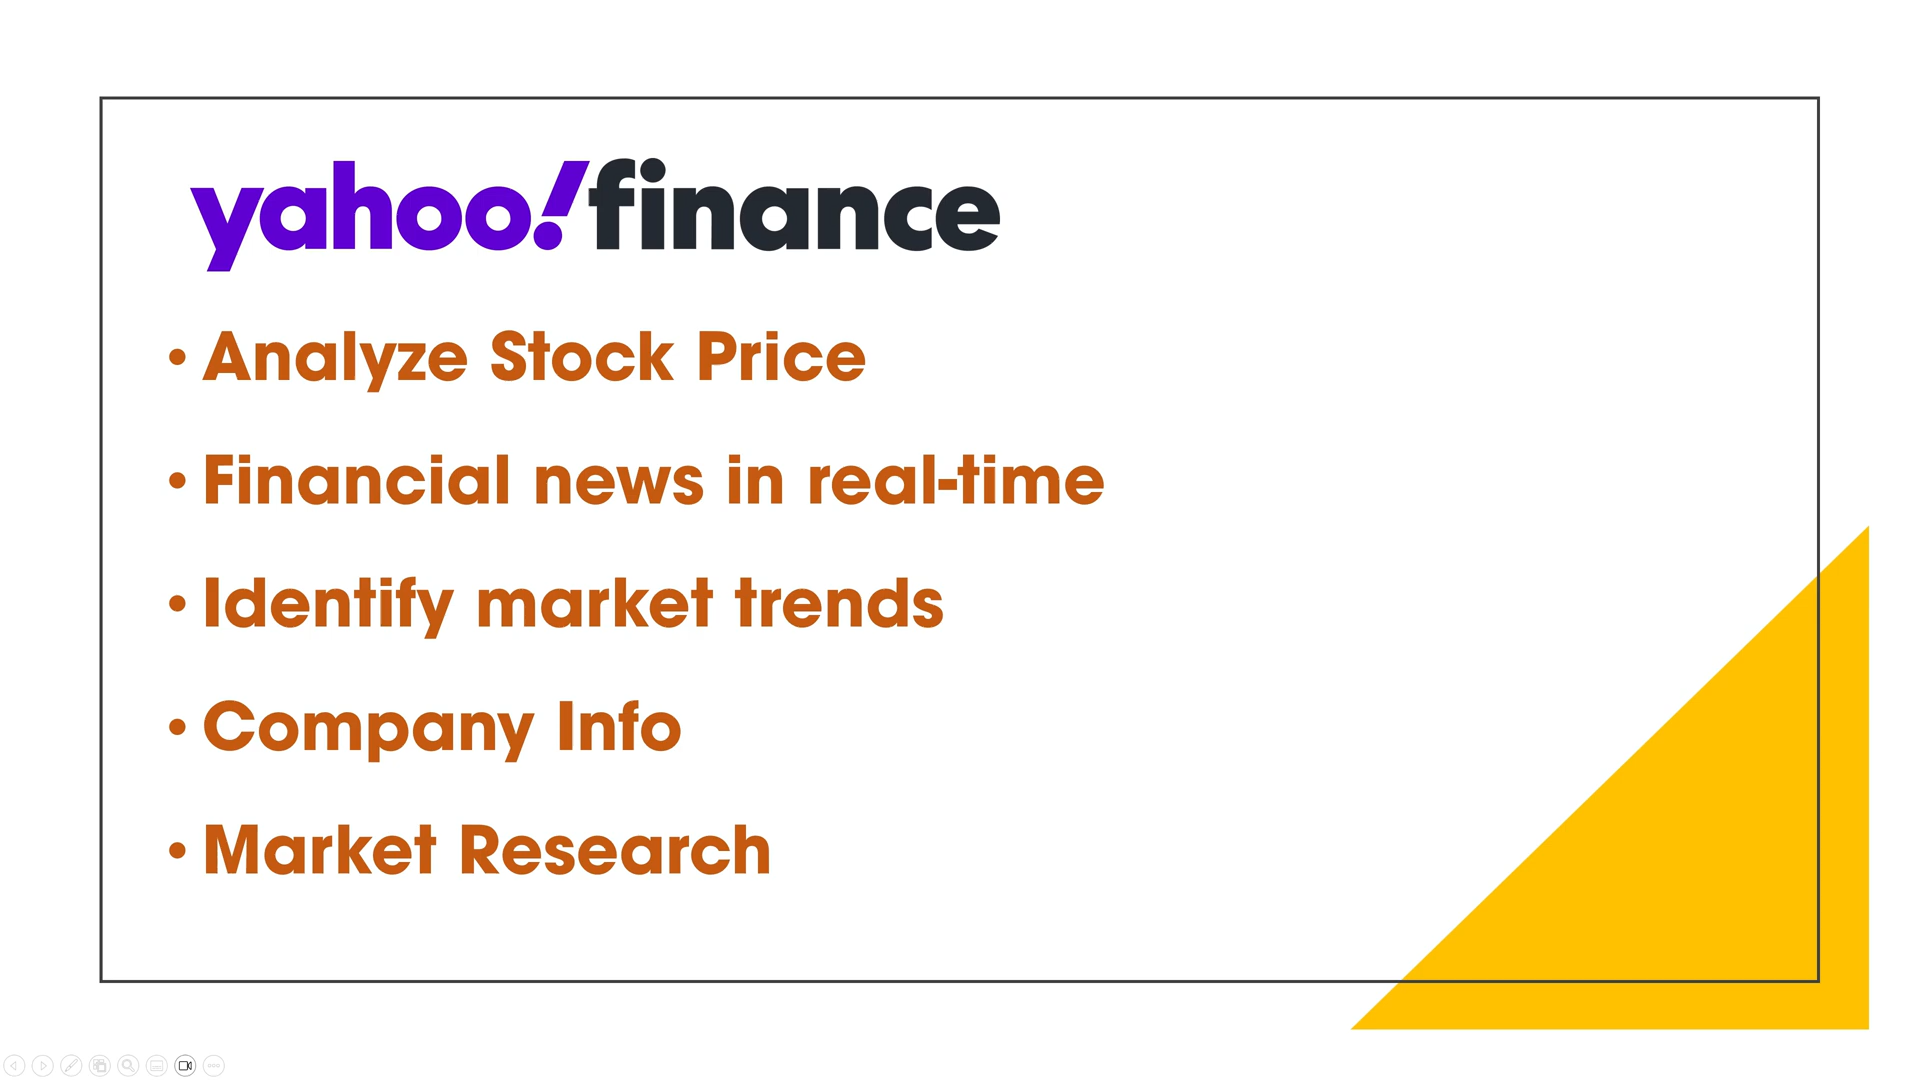 yahoo!finance
• Analyze Stock Price
• Financial news in real-time
• Identify market trends
• Company Info
• Market Research